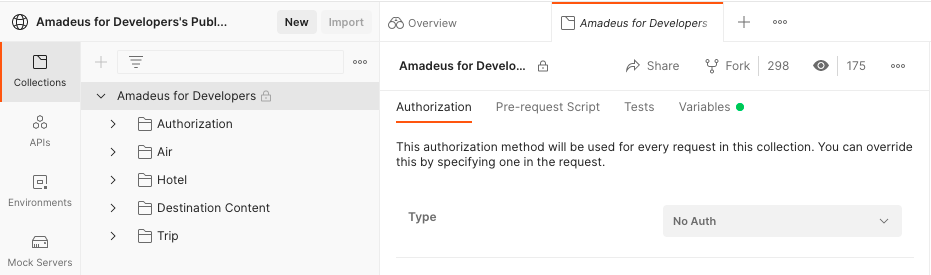 Amadeus for Developers's Publ...
New
Import
Overview
Amadeus for Developers
Collections
APIs
Environments
Mock Servers
Amadeus for Developers
Authorization
Air
Hotel
Destination Content
Trip
Amadeus for Develo...
Share
Fork
298
175
Authorization
Pre-request Script
Tests
Variables
This authorization method will be used for every request in this collection. You can override
this by specifying one in the request.
Type
No Auth